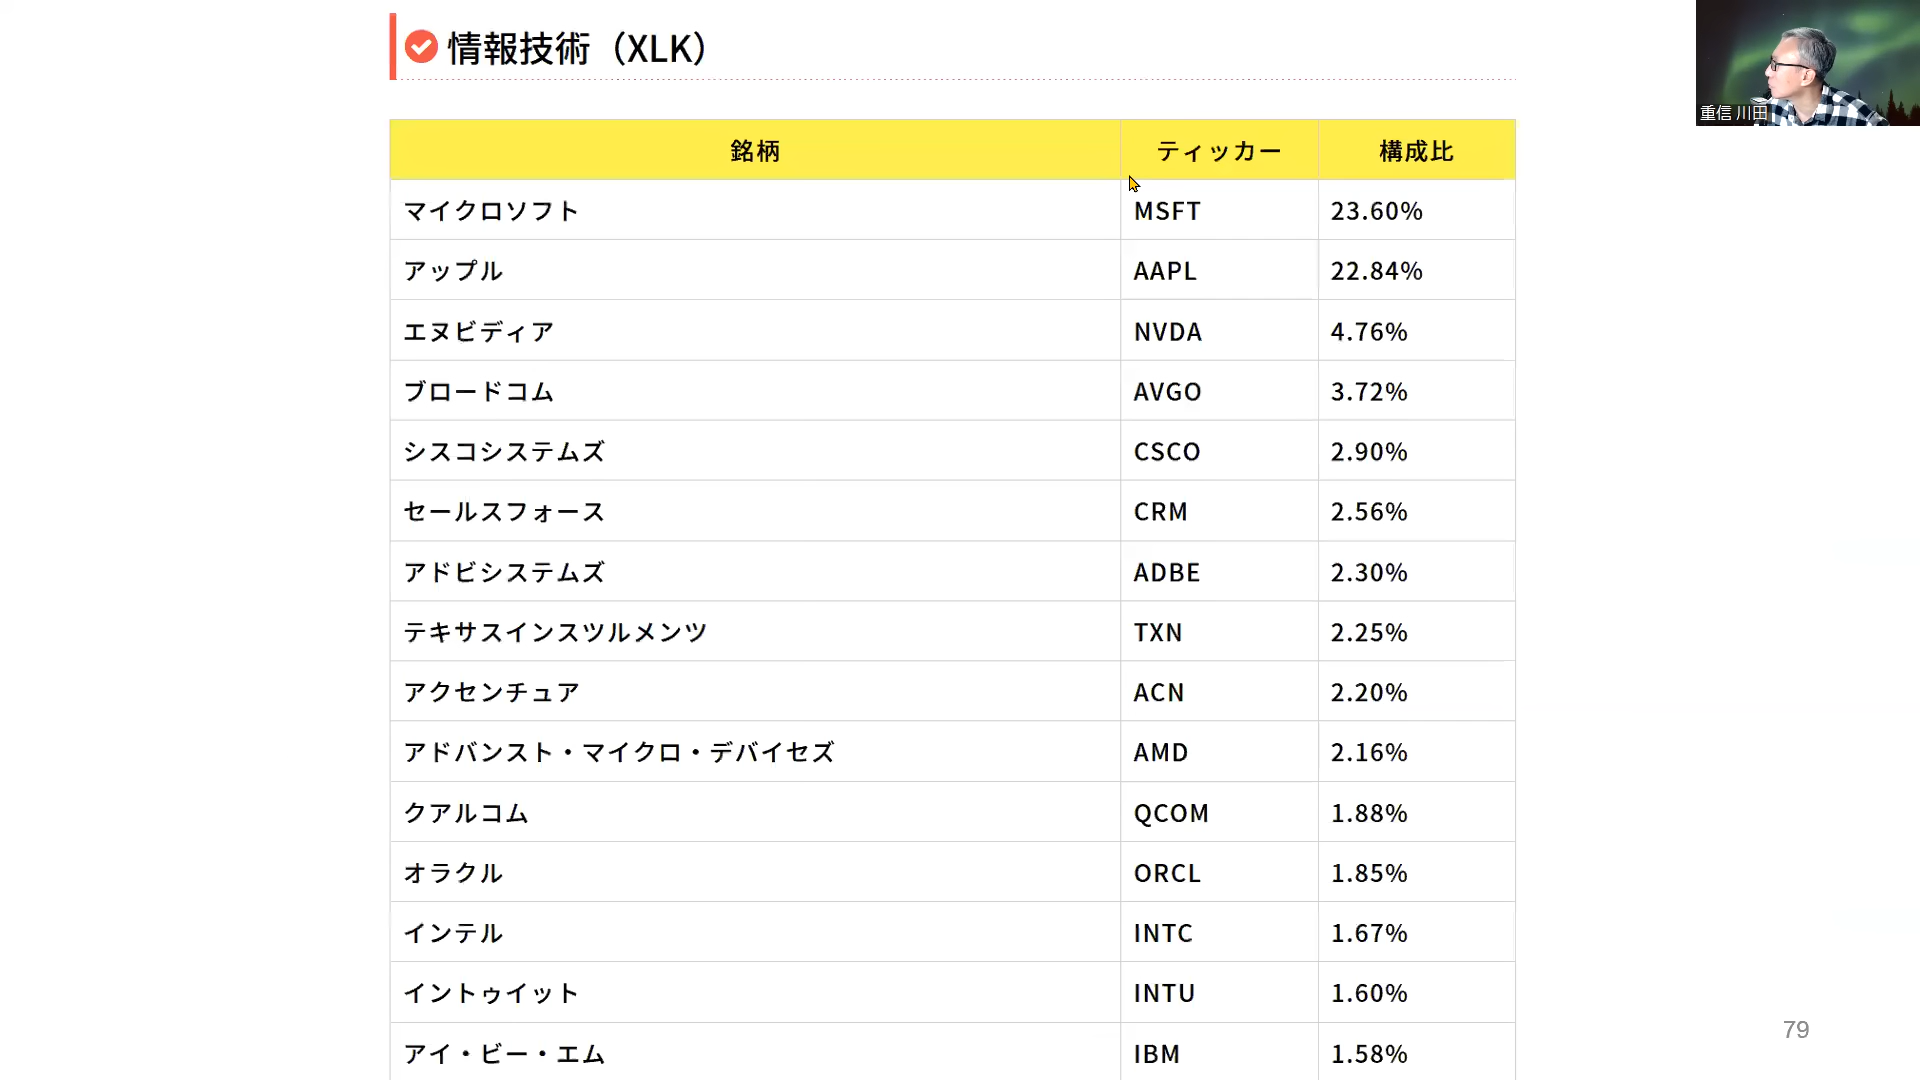 情報技術（XLK）
重信 川田
銘柄 ティッカー 構成比
マイクロソフト MSFT 23.60%
アップル AAPL 22.84%
エヌビディア NVDA 4.76%
ブロードコム AVGO 3.72%
シスコシステムズ CSCO 2.90%
セールスフォース CRM 2.56%
アドビシステムズ ADBE 2.30%
テキサスインスツルメンツ TXN 2.25%
アクセンチュア ACN 2.20%
アドバンスト・マイクロ・デバイセズ AMD 2.16%
クアルコム QCOM 1.88%
オラクル ORCL 1.85%
インテル INTC 1.67%
イントゥイット INTU 1.60%
アイ・ビー・エム IBM 1.58%
79